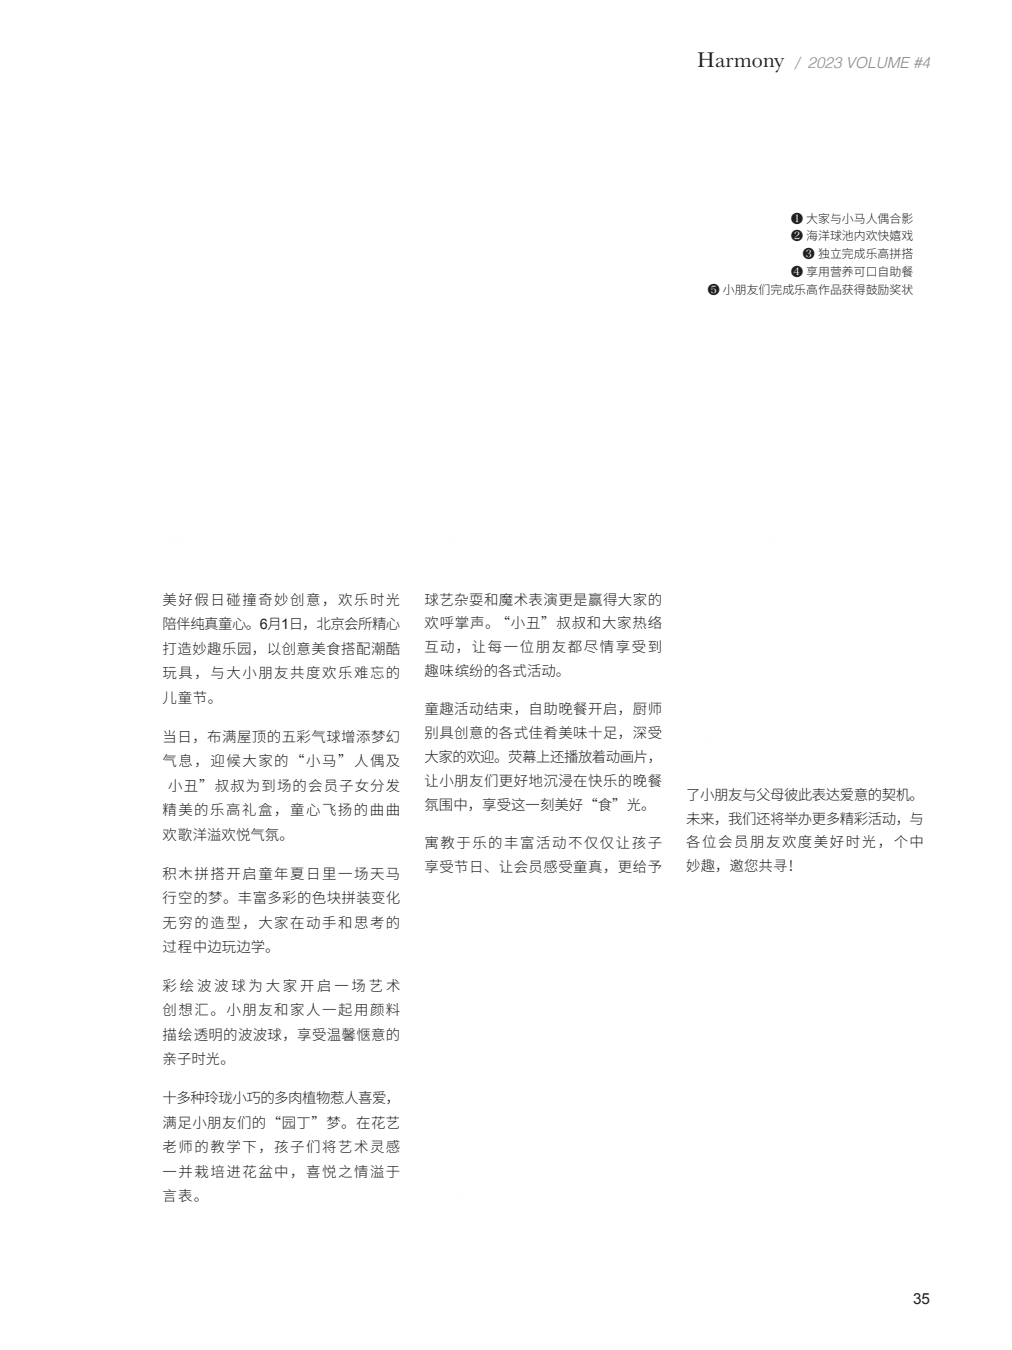 Harmony / 2023 VOLUME #4
❶ 大家与小马人偶合影
❷ 海洋球池内欢快嬉戏
❸ 独立完成乐高拼搭
❹ 享用营养可口自助餐
❺ 小朋友们完成乐高作品获得鼓励奖状
美好假日碰撞奇妙创意，欢乐时光
陪伴纯真童心。6月1日，北京会所精心
打造妙趣乐园，以创意美食搭配潮酷
玩具，与大小朋友共度欢乐难忘的
儿童节。
当日，布满屋顶的五彩气球增添梦幻
气息，迎候大家的“小马”人偶及
小丑”叔叔为到场的会员子女分发
精美的乐高礼盒，童心飞扬的曲曲
欢歌洋溢欢悦气氛。
积木拼搭开启童年夏日里一场天马
行空的梦。丰富多彩的色块拼装变化
无穷的造型，大家在动手和思考的
过程中边玩边学。
彩绘波波球为大家开启一场艺术
创想汇。小朋友和家人一起用颜料
描绘透明的波波球，享受温馨惬意的
亲子时光。
十多种玲珑小巧的多肉植物惹人喜爱，
满足小朋友们的“园丁”梦。在花艺
老师的教学下，孩子们将艺术灵感
一并栽培进花盆中，喜悦之情溢于
言表。
球艺杂耍和魔术表演更是赢得大家的
欢呼掌声。“小丑”叔叔和大家热络
互动，让每一位朋友都尽情享受到
趣味缤纷的各式活动。
童趣活动结束，自助晚餐开启，厨师
别具创意的各式佳肴美味十足，深受
大家的欢迎。荧幕上还播放着动画片，
让小朋友们更好地沉浸在快乐的晚餐
氛围中，享受这一刻美好“食”光。
寓教于乐的丰富活动不仅仅让孩子
享受节日、让会员感受童真，更给予
了小朋友与父母彼此表达爱意的契机。
未来，我们还将举办更多精彩活动，与
各位会员朋友欢度美好时光，个中
妙趣，邀您共寻！
35